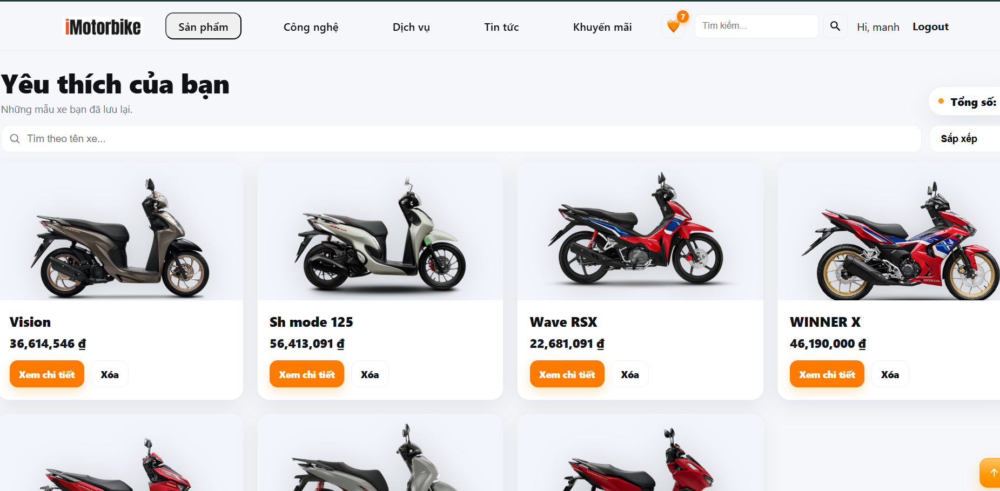 iMotorbike
Sản phẩm
Công nghệ
Dịch vụ
Tin tức
Khuyến mãi
7
Tìm kiếm...
Hi, manh
Logout
Yêu thích của bạn
Những mẫu xe bạn đã lưu lại.
Tổng số:
Tìm theo tên xe...
Sắp xếp
Vision
36,614,546 ₫
Xem chi tiết
Xóa
Sh mode 125
56,413,091 ₫
Xem chi tiết
Xóa
Wave RSX
22,681,091 ₫
Xem chi tiết
Xóa
HONDA
WINNER X
46,190,000 ₫
Xem chi tiết
Xóa